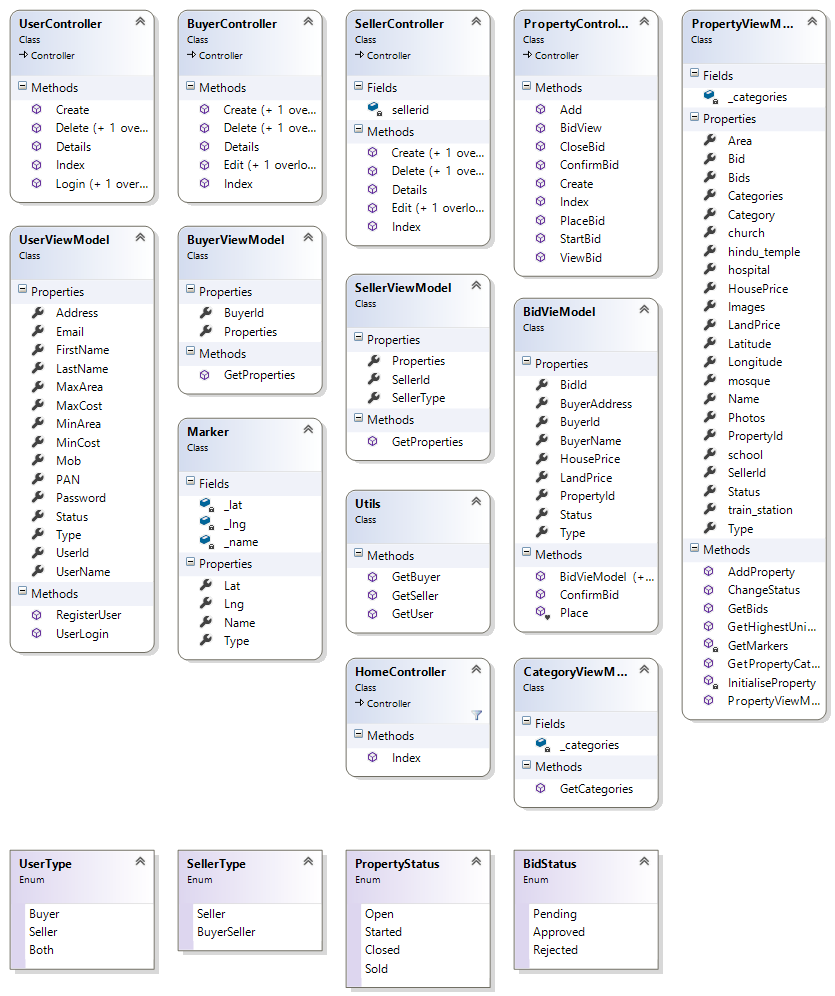 UserController
Class
Controller
Methods
Create
Delete (+ 1 ove...
Details
Index
Login (+ 1 over...
BuyerController
Class
Controller
Methods
Create (+ 1 ove...
Delete (+ 1 ove...
Details
Edit (+ 1 overlo...
Index
SellerController
Class
Controller
Fields
sellerid
Methods
Create (+ 1 ove...
Delete (+ 1 ove...
Details
Edit (+ 1 overlo...
Index
PropertyControl...
Class
Controller
Methods
Add
BidView
CloseBid
ConfirmBid
Create
Index
PlaceBid
StartBid
ViewBid
PropertyViewM...
Class
Fields
_categories
Properties
Area
Bid
Bids
Categories
Category
church
hindu_temple
hospital
HousePrice
Images
LandPrice
Latitude
Longitude
mosque
Name
Photos
PropertyId
school
SellerId
Status
train_station
Type
Methods
AddProperty
ChangeStatus
GetBids
GetHighestUni...
GetMarkers
GetPropertyCat...
InitialiseProperty
PropertyViewM...
UserViewModel
Class
Properties
Address
Email
FirstName
LastName
MaxArea
MaxCost
MinArea
MinCost
Mob
PAN
Password
Status
Type
UserId
UserName
Methods
RegisterUser
UserLogin
BuyerViewModel
Class
Properties
BuyerId
Properties
Methods
GetProperties
Marker
Class
Fields
_lat
_lng
_name
Properties
Lat
Lng
Name
Type
SellerViewModel
Class
Properties
Properties
SellerId
SellerType
Methods
GetProperties
Utils
Class
Methods
GetBuyer
GetSeller
GetUser
HomeController
Class
Controller
Methods
Index
BidVieModel
Class
Properties
BidId
BuyerAddress
BuyerId
BuyerName
HousePrice
LandPrice
PropertyId
Status
Type
Methods
BidVieModel (+...
ConfirmBid
Place
CategoryViewM...
Class
Fields
_categories
Methods
GetCategories
UserType
Enum
Buyer
Seller
Both
SellerType
Enum
Seller
BuyerSeller
PropertyStatus
Enum
Open
Started
Closed
Sold
BidStatus
Enum
Pending
Approved
Rejected